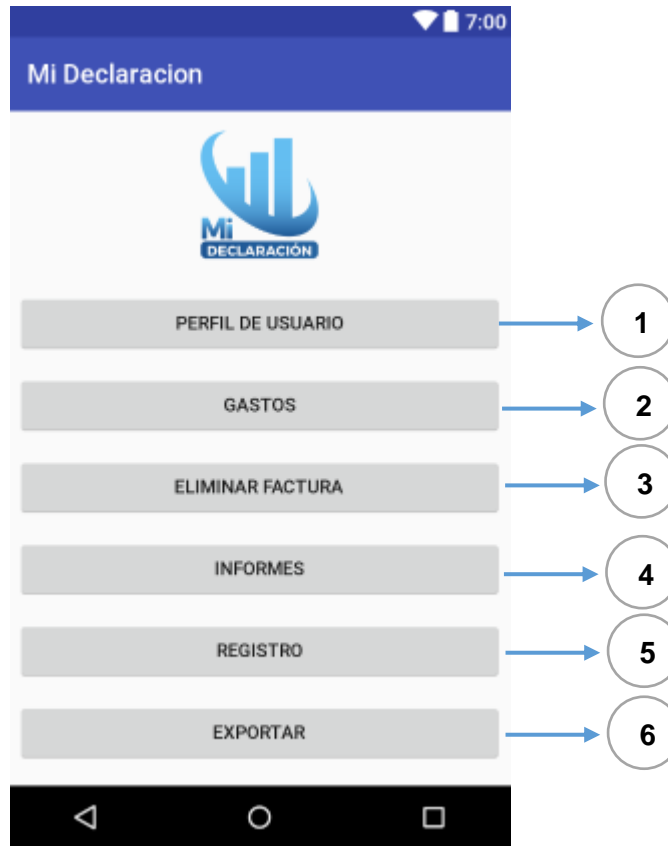 7:00
Mi Declaracion
Mi
DECLARACIÓN
PERFIL DE USUARIO
1
GASTOS
2
ELIMINAR FACTURA
3
INFORMES
4
REGISTRO
5
EXPORTAR
6